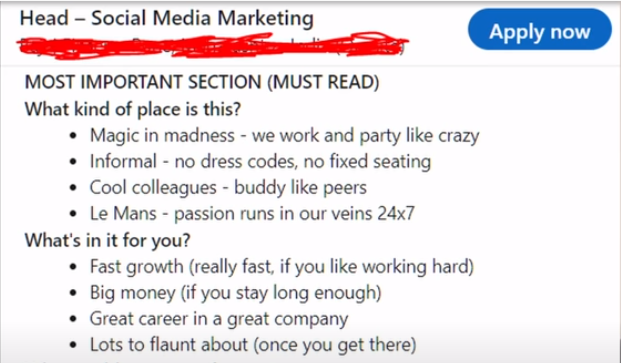 Head – Social Media Marketing
Apply now
MOST IMPORTANT SECTION (MUST READ)
What kind of place is this?
• Magic in madness - we work and party like crazy
• Informal - no dress codes, no fixed seating
• Cool colleagues - buddy like peers
• Le Mans - passion runs in our veins 24x7
What's in it for you?
• Fast growth (really fast, if you like working hard)
• Big money (if you stay long enough)
• Great career in a great company
• Lots to flaunt about (once you get there)